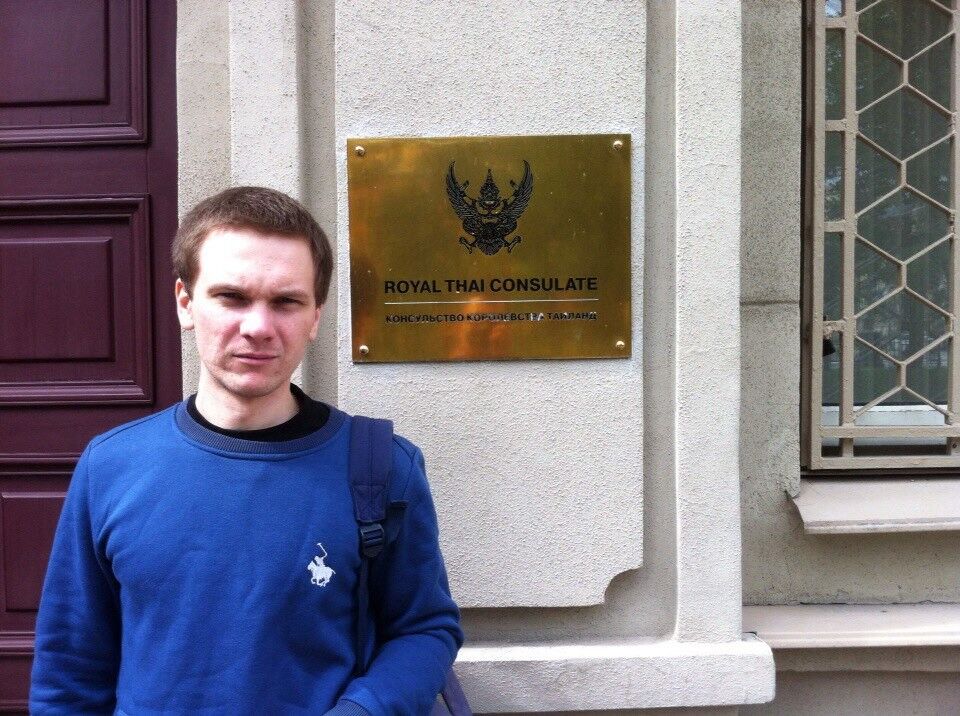 ROYAL THAI CONSULATE
КОНСУЛЬСТВО КОРОЛЕВСТВА ТАИЛАНД